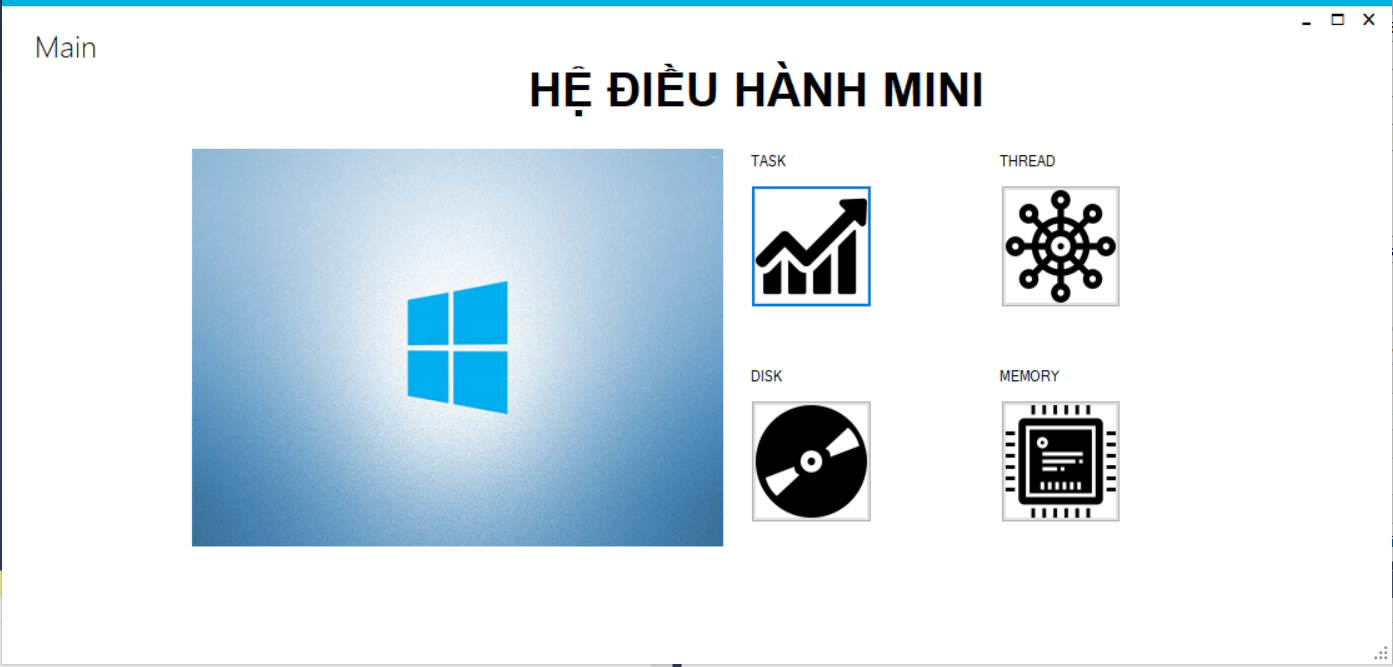 Main
HỆ ĐIỀU HÀNH MINI
TASK
THREAD
DISK
MEMORY